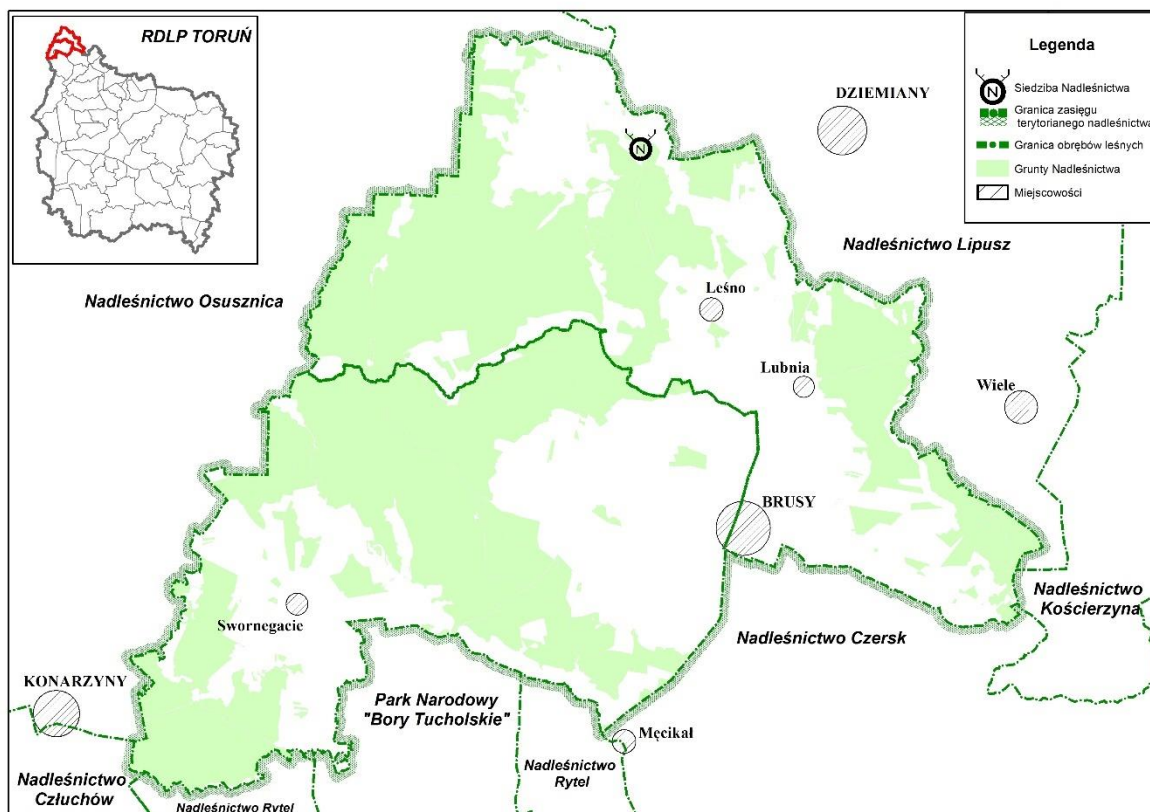 RDLP TORUŃ
Legenda
N
Siedziba Nadleśnictwa
Granica zasięgu
terytorianego nadleśnictwa
Granica obrębów leśnych
Grunty Nadleśnictwa
Miejscowości
DZIEMIANY
N
Nadleśnictwo Lipusz
Nadleśnictwo Osusznica
Leśno
Lubnia
Wiele
BRUSY
Swornegacie
Nadleśnictwo
Kościerzyna
Nadleśnictwo Czersk
KONARZYNY
Park Narodowy
"Bory Tucholskie"
Męcikał
Nadleśnictwo
Rytel
Nadleśnictwo
Człuchów
Nadleśnictwo Rytel